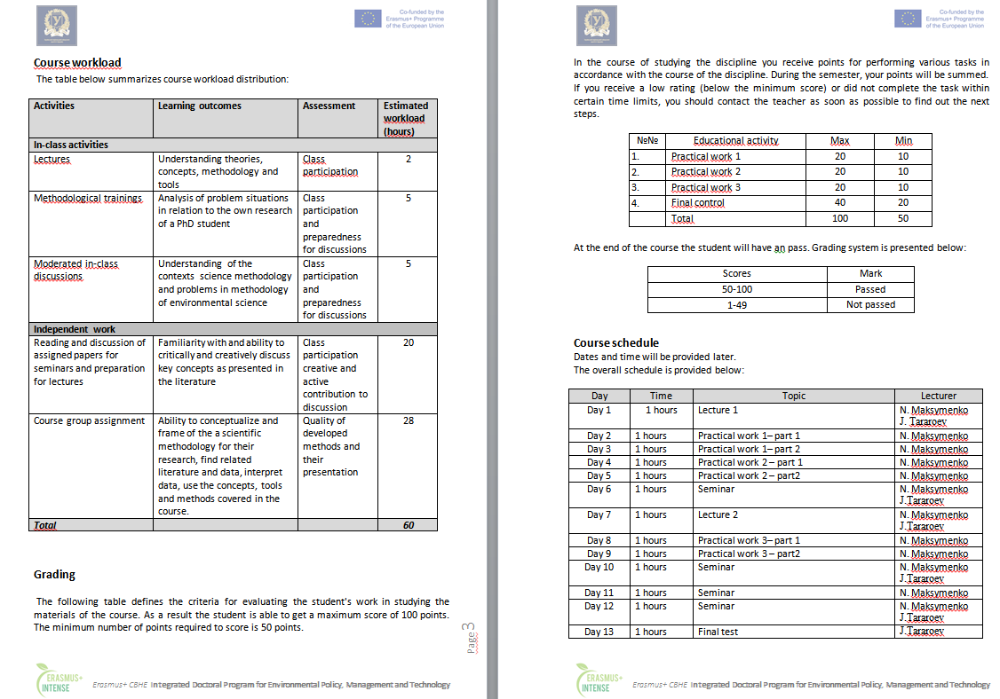 Co-funded by the
Erasmus+ Programme
of the European Union
Course workload
The table below summarizes course workload distribution:
Activities Learning outcomes Assessment Estimated
workload
(hours)
In-class activities
Lectures Understanding theories, Class 2
concepts, methodology and participation
tools
Methodological trainings Analysis of problem situations Class 5
in relation to the own research participation
of a PhD student and
preparedness
for discussions
Moderated in-class Understanding of the Class 5
discussions contexts science methodology participation
and problems in methodology and
of environmental science preparedness
for discussions
Independent work
Reading and discussion of Familiarity with and ability to Class 20
assigned papers for critically and creatively discuss participation
seminars and preparation key concepts as presented in creative and
for lectures the literature active
contribution to
discussion
Course group assignment Ability to conceptualize and Quality of 28
frame of the a scientific developed
methodology for their methods and
research, find related their
literature and data, interpret presentation
data, use the concepts, tools
and methods covered in the
course.
Total 60
Grading
The following table defines the criteria for evaluating the student's work in studying the
materials of the course. As a result the student is able to get a maximum score of 100 points.
The minimum number of points required to score is 50 points.
Page 3
ERASMUS+
INTENSE
Erasmus+ CBHE Integrated Doctoral Program for Environmental Policy, Management and Technology
Co-funded by the
Erasmus+ Programme
of the European Union
In the course of studying the discipline you receive points for performing various tasks in
accordance with the course of the discipline. During the semester, your points will be summed.
If you receive a low rating (below the minimum score) or did not complete the task within
certain time limits, you should contact the teacher as soon as possible to find out the next
steps.
№№ Educational activity Max Min
1. Practical work 1 20 10
2. Practical work 2 20 10
3. Practical work 3 20 10
4. Final control 40 20
Total 100 50
At the end of the course the student will have an pass. Grading system is presented below:
Scores Mark
50-100 Passed
1-49 Not passed
Course schedule
Dates and time will be provided later.
The overall schedule is provided below:
Day Time Topic Lecturer
Day 1 1 hours Lecture 1 N. Maksymenko
J. Tararoev
Day 2 1 hours Practical work 1– part 1 N. Maksymenko
Day 3 1 hours Practical work 1– part 2 N. Maksymenko
Day 4 1 hours Practical work 2 – part 1 N. Maksymenko
Day 5 1 hours Practical work 2 – part2 N. Maksymenko
Day 6 1 hours Seminar N. Maksymenko
J.Tararoev
Day 7 1 hours Lecture 2 N. Maksymenko
J.Tararoev
Day 8 1 hours Practical work 3– part 1 N. Maksymenko
Day 9 1 hours Practical work 3 – part2 N. Maksymenko
Day 10 1 hours Seminar N. Maksymenko
J.Tararoev
Day 11 1 hours Seminar N. Maksymenko
Day 12 1 hours Seminar N. Maksymenko
J.Tararoev
Day 13 1 hours Final test J.Tararoev
ERASMUS+
INTENSE
Erasmus+ CBHE Integrated Doctoral Program for Environmental Policy, Management and Technology